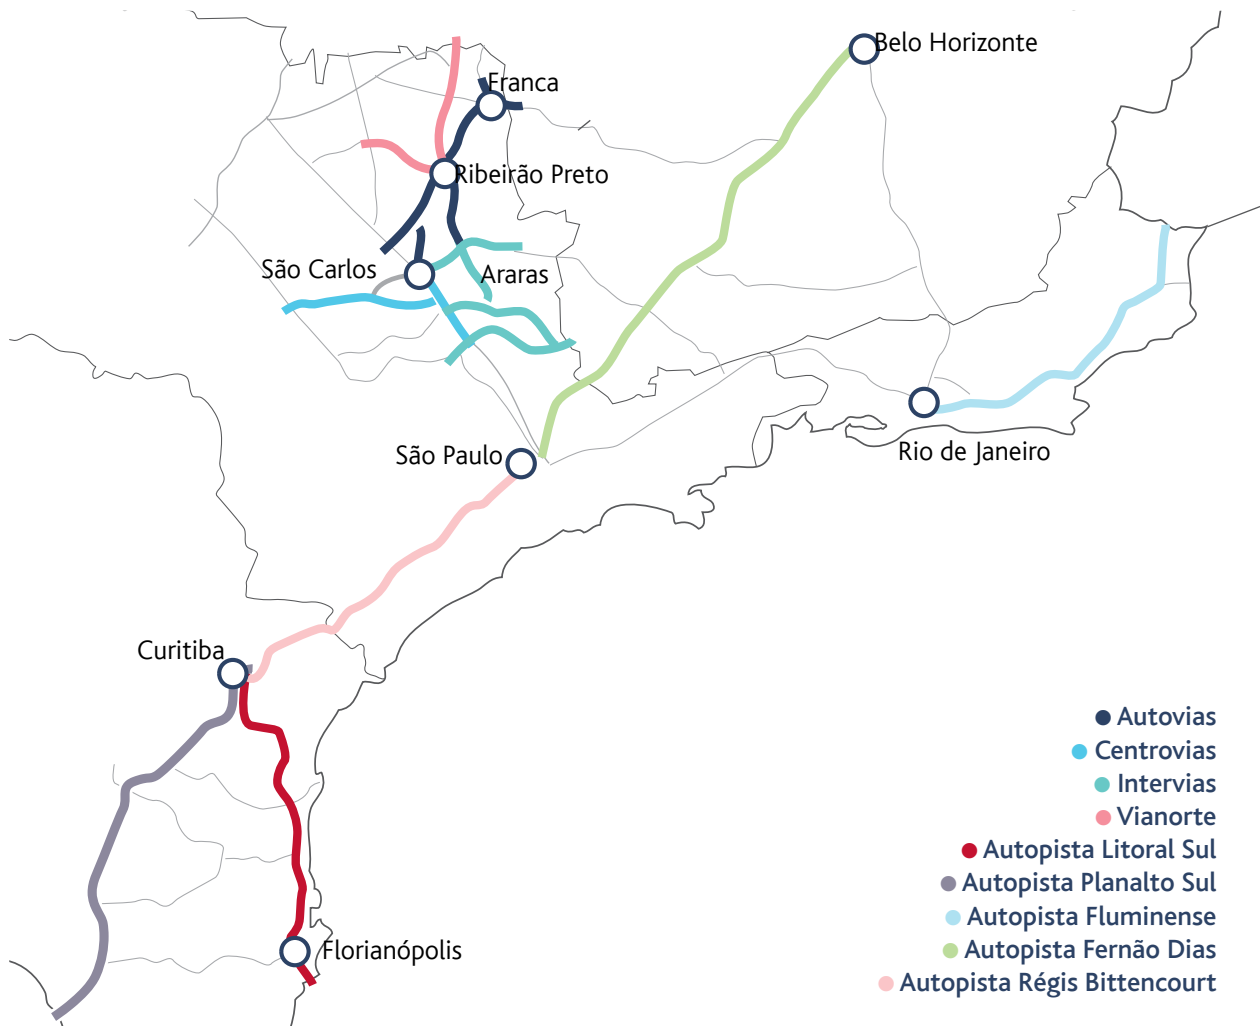 Belo Horizonte
Franca
Ribeirão Preto
São Carlos
Araras
São Paulo
Rio de Janeiro
Curitiba
Florianópolis
Autovias
Centrovias
Intervias
Vianorte
Autopista Litoral Sul
Autopista Planalto Sul
Autopista Fluminense
Autopista Fernão Dias
Autopista Régis Bittencourt